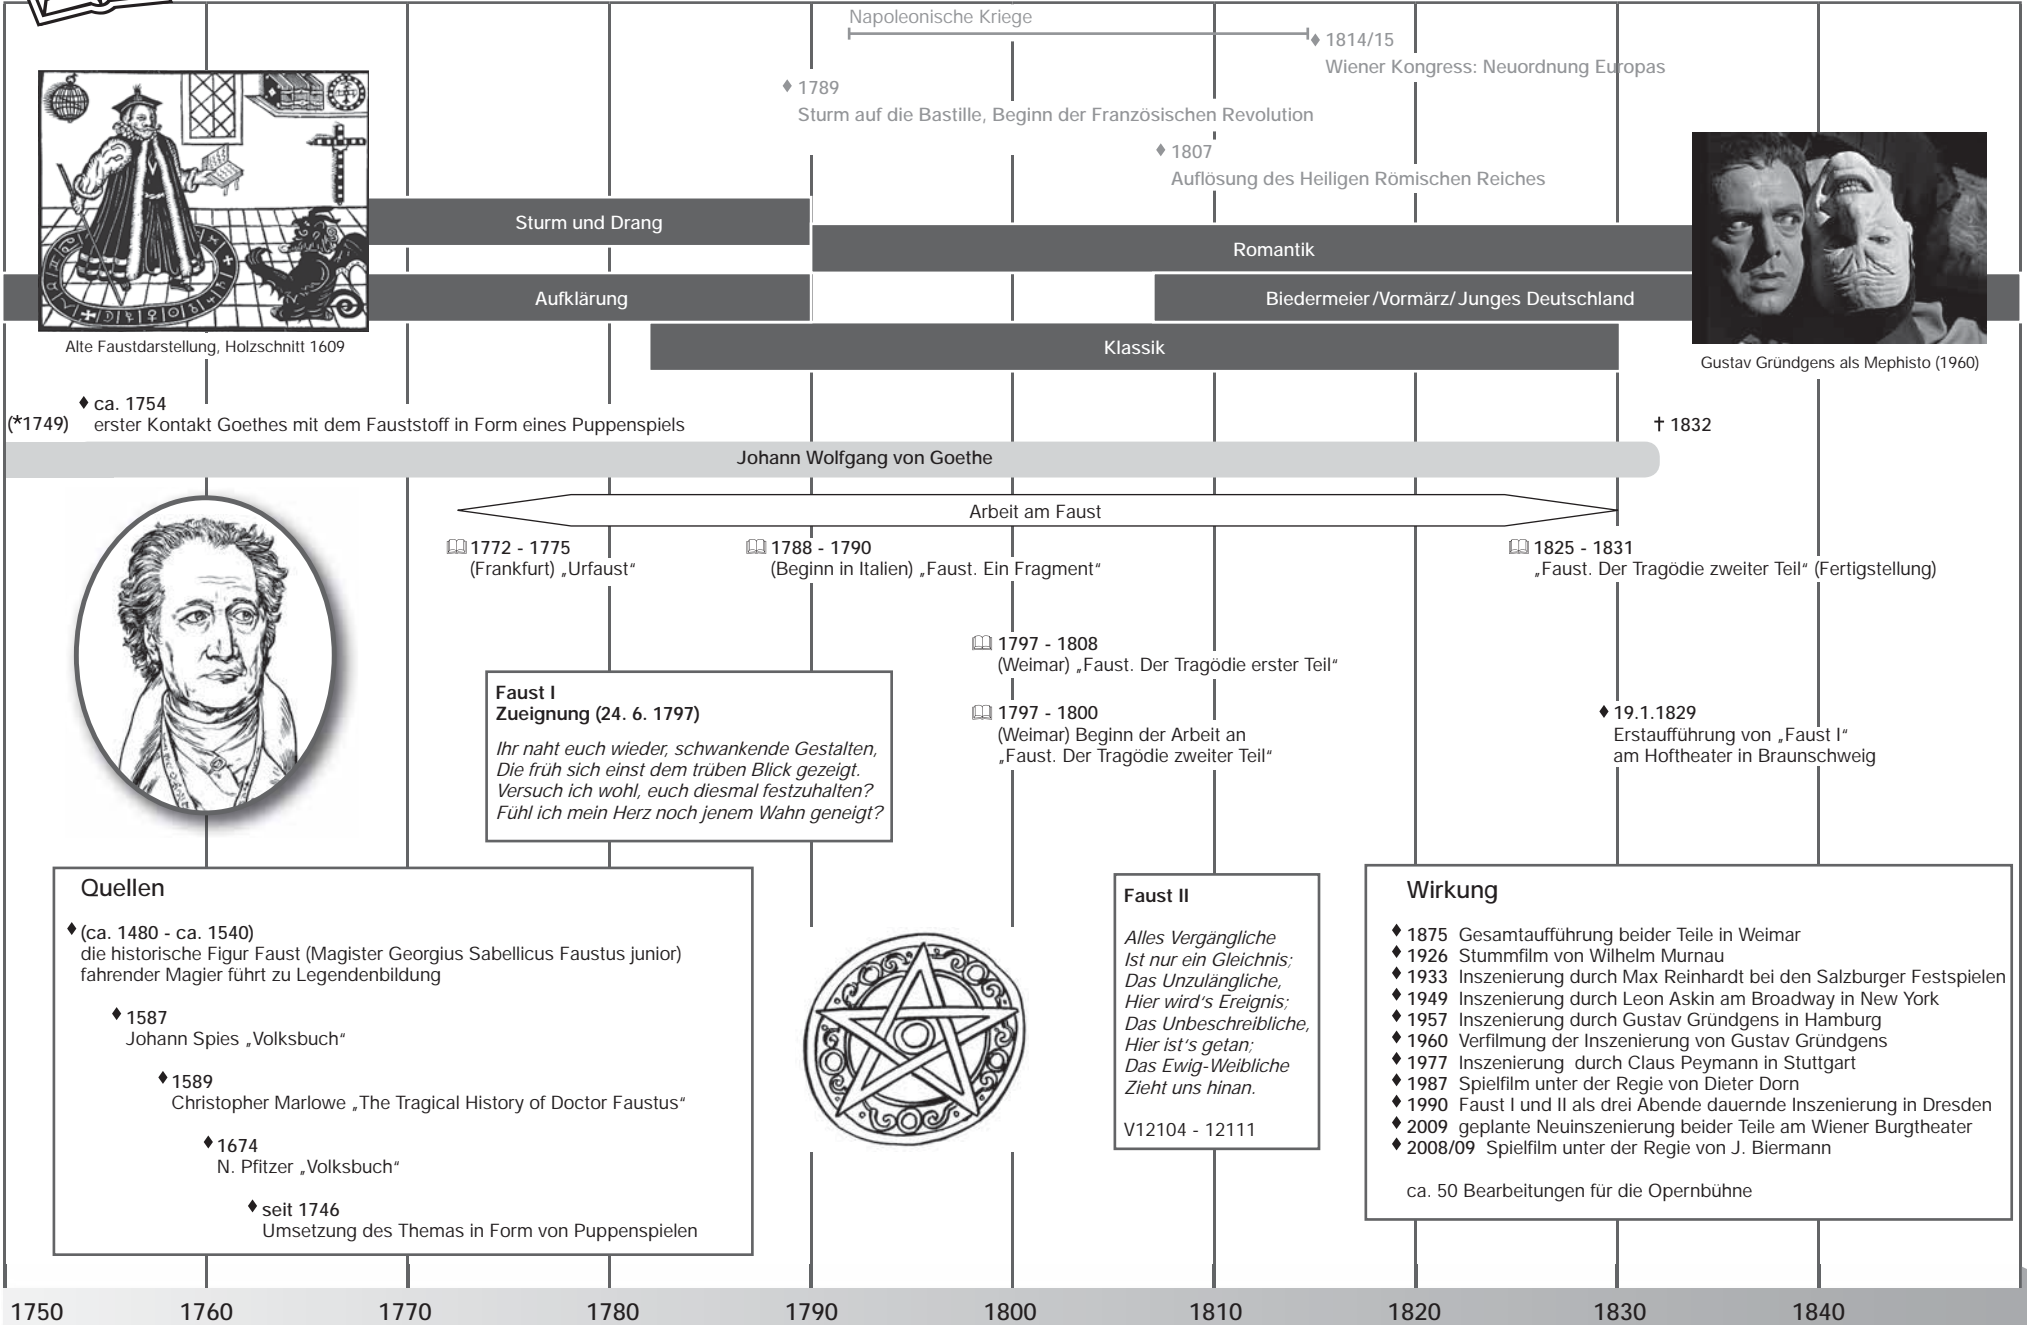 Napoleonische Kriege
♦ 1814/15
Wiener Kongress: Neuordnung Europas
♦ 1789
Sturm auf die Bastille, Beginn der Französischen Revolution
♦ 1807
Auflösung des Heiligen Römischen Reiches
Sturm und Drang
Romantik
Aufklärung
Biedermeier/Vormärz/Junges Deutschland
Klassik
Alte Faustdarstellung, Holzschnitt 1609
Gustav Gründgens als Mephisto (1960)
♦ ca. 1754
(*1749) erster Kontakt Goethes mit dem Fauststoff in Form eines Puppenspiels
† 1832
Johann Wolfgang von Goethe
Arbeit am Faust
1772 - 1775
(Frankfurt) „Urfaust“
1788 - 1790
(Beginn in Italien) „Faust. Ein Fragment“
1825 - 1831
„Faust. Der Tragödie zweiter Teil“ (Fertigstellung)
1797 - 1808
(Weimar) „Faust. Der Tragödie erster Teil“
1797 - 1800
(Weimar) Beginn der Arbeit an
„Faust. Der Tragödie zweiter Teil“
♦ 19.1.1829
Erstaufführung von „Faust I“
am Hoftheater in Braunschweig
Faust I
Zueignung (24. 6. 1797)
Ihr naht euch wieder, schwankende Gestalten,
Die früh sich einst dem trüben Blick gezeigt.
Versuch ich wohl, euch diesmal festzuhalten?
Fühl ich mein Herz noch jenem Wahn geneigt?
Quellen
♦ (ca. 1480 - ca. 1540)
die historische Figur Faust (Magister Georgius Sabellicus Faustus junior)
fahrender Magier führt zu Legendenbildung
♦ 1587
Johann Spies „Volksbuch“
♦ 1589
Christopher Marlowe „The Tragical History of Doctor Faustus“
♦ 1674
N. Pfitzer „Volksbuch“
♦ seit 1746
Umsetzung des Themas in Form von Puppenspielen
Faust II
Alles Vergängliche
Ist nur ein Gleichnis;
Das Unzulängliche,
Hier wird‘s Ereignis;
Das Unbeschreibliche,
Hier ist‘s getan;
Das Ewig-Weibliche
Zieht uns hinan.
V12104 - 12111
Wirkung
♦ 1875 Gesamtaufführung beider Teile in Weimar
♦ 1926 Stummfilm von Wilhelm Murnau
♦ 1933 Inszenierung durch Max Reinhardt bei den Salzburger Festspielen
♦ 1949 Inszenierung durch Leon Askin am Broadway in New York
♦ 1957 Inszenierung durch Gustav Gründgens in Hamburg
♦ 1960 Verfilmung der Inszenierung von Gustav Gründgens
♦ 1977 Inszenierung durch Claus Peymann in Stuttgart
♦ 1987 Spielfilm unter der Regie von Dieter Dorn
♦ 1990 Faust I und II als drei Abende dauernde Inszenierung in Dresden
♦ 2009 geplante Neuinszenierung beider Teile am Wiener Burgtheater
♦ 2008/09 Spielfilm unter der Regie von J. Biermann
ca. 50 Bearbeitungen für die Opernbühne
1750 1760 1770 1780 1790 1800 1810 1820 1830 1840